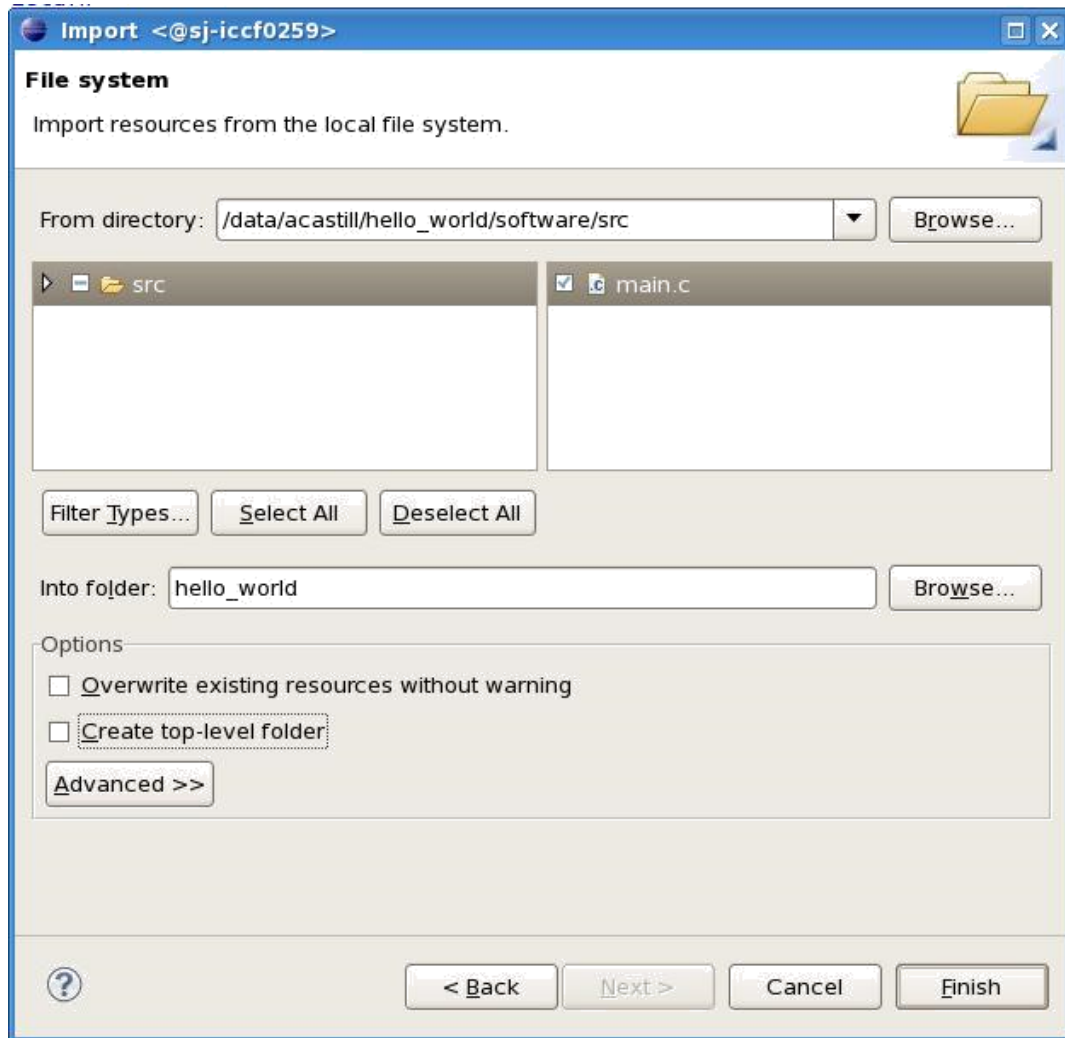 Import <@sj-iccf0259>
File system
Import resources from the local file system.
From directory: /data/acastill/hello_world/software/src Browse...
src main.c
Filter Types... Select All Deselect All
Into folder: hello_world Browse...
Options
Overwrite existing resources without warning
Create top-level folder
Advanced >>
? < Back Next > Cancel Finish